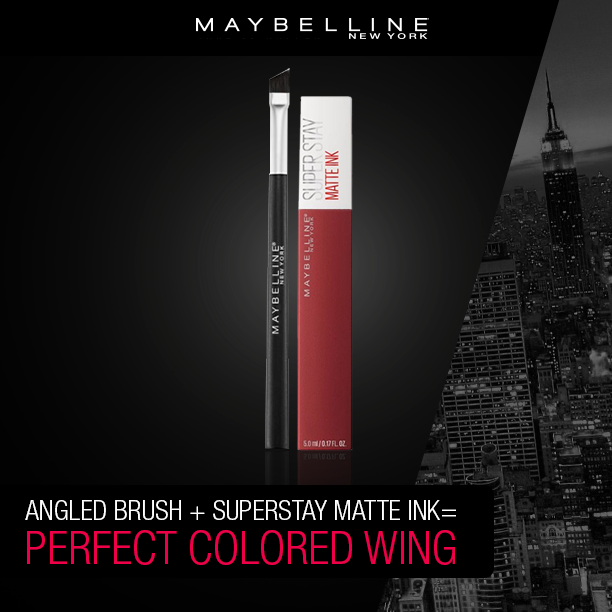 MAYBELLINE
NEW YORK
SUPER STAY
MATTE INK
MAYBELLINE
NEW YORK
MAYBELLINE®
NEW YORK
5.0 ml / 0.17 FL. OZ.
ANGLED BRUSH + SUPERSTAY MATTE INK=
PERFECT COLORED WING